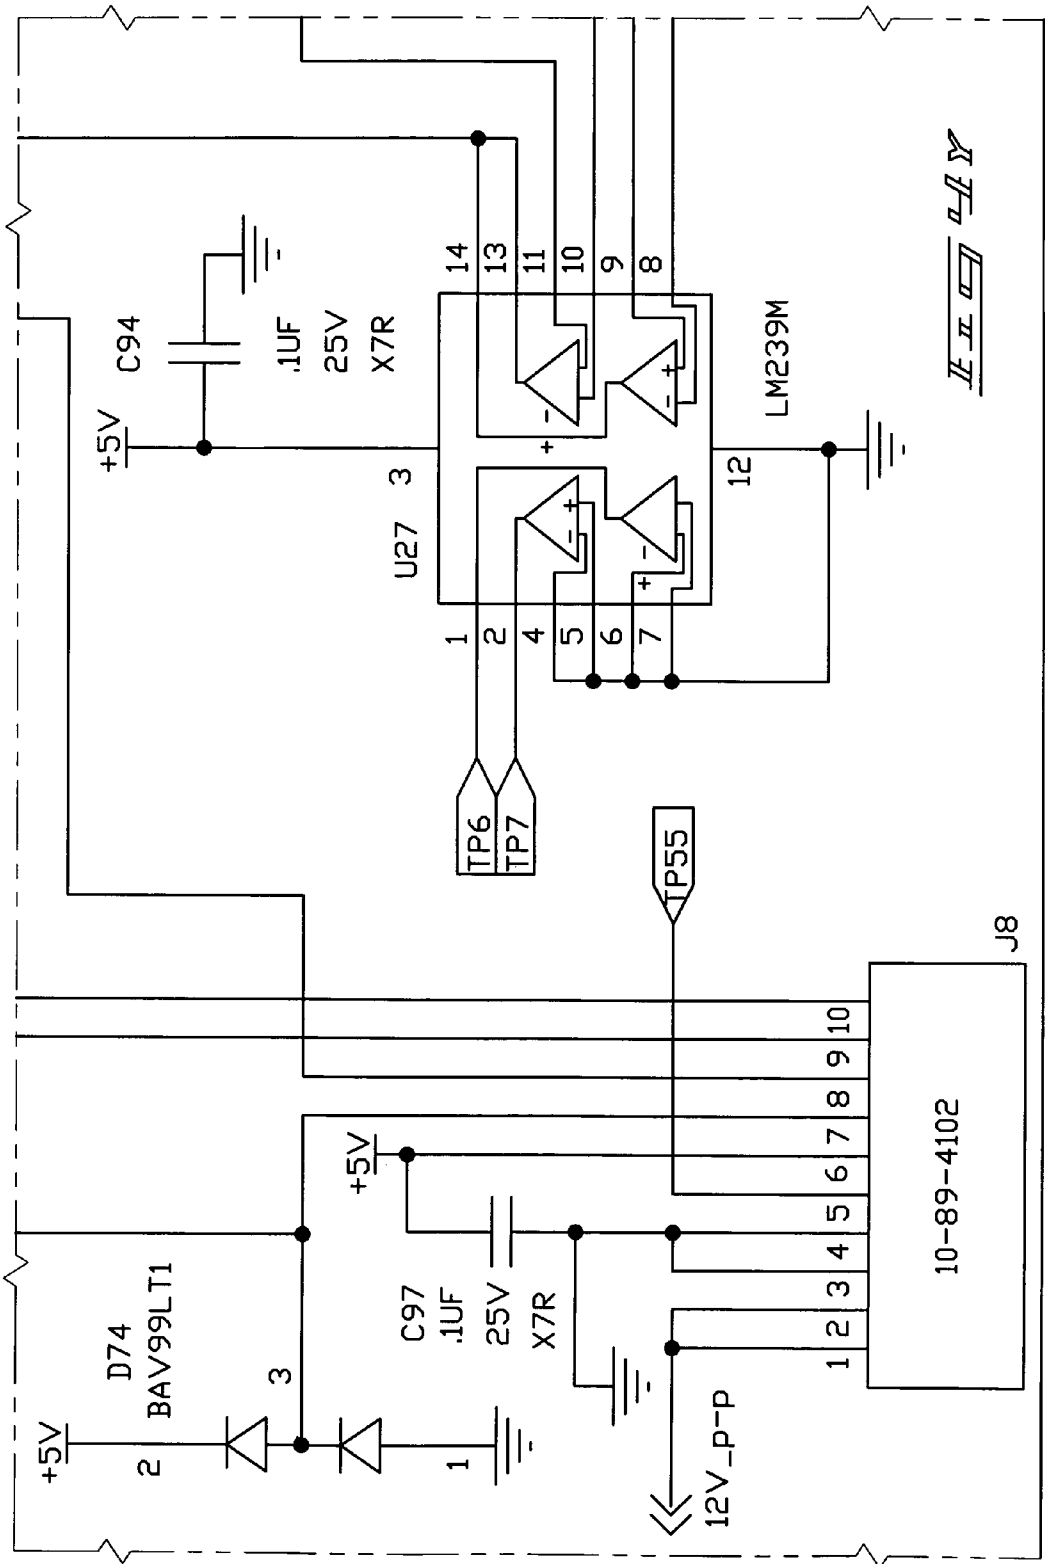 +5V
2
D74
BAV99LT1
3
1
+5V
C97
.1UF
25V
X7R
12V_P-P
1
2
3
4
5
6
7
8
9
10
10-89-4102
J8
TP55
TP6
TP7
+5V
C94
.1UF
25V
X7R
U27
3
1
2
4
5
6
7
14
13
11
10
9
8
- +
- +
+ -
- +
12
LM239M
FIG 4Y